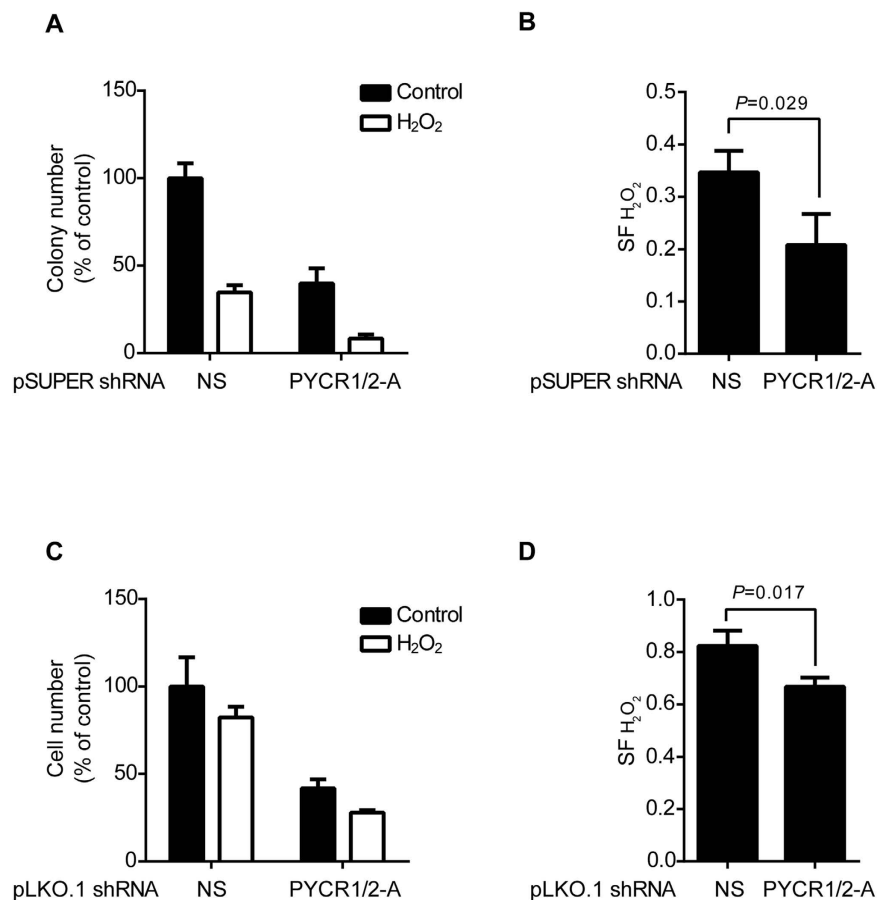 A
Colony number
(% of control)
150
100
50
0
Control
H2O2
pSUPER shRNA NS PYCR1/2-A
B
SF H2O2
0.5
0.4
0.3
0.2
0.1
0.0
P=0.029
pSUPER shRNA NS PYCR1/2-A
C
Cell number
(% of control)
150
100
50
0
Control
H2O2
pLKO.1 shRNA NS PYCR1/2-A
D
SF H2O2
1.0
0.8
0.6
0.4
0.2
0.0
P=0.017
pLKO.1 shRNA NS PYCR1/2-A